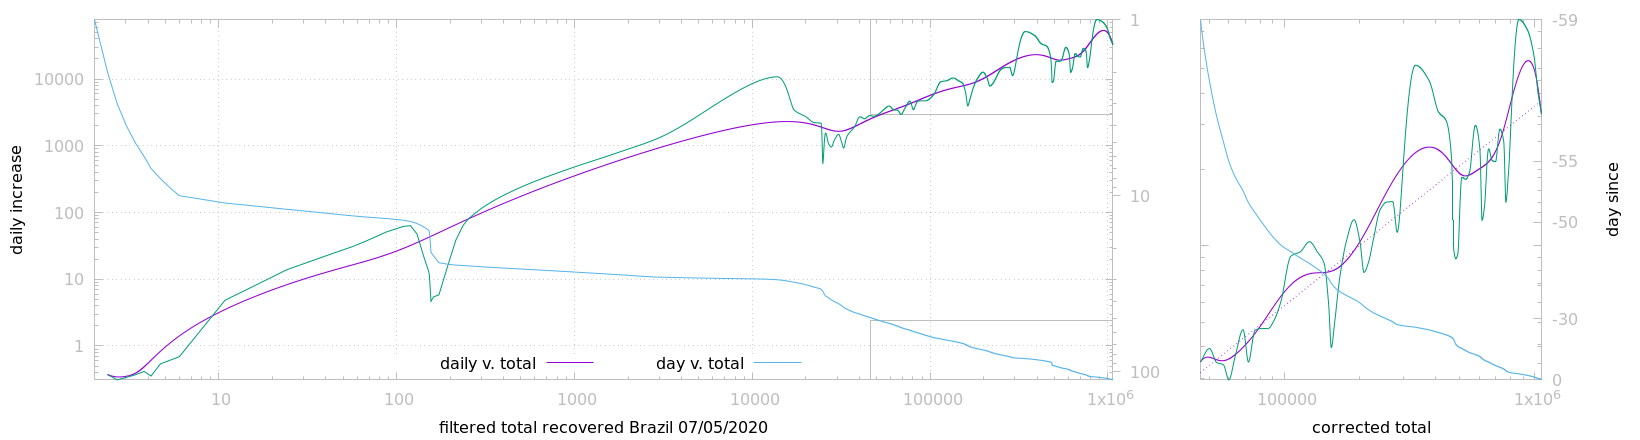 daily increase
10000
1000
100
10
1
1
10
100
daily v. total
day v. total
10
100
1000
10000
100000
1x10⁶
filtered total recovered Brazil 07/05/2020
-59
-55
-50
-30
0
day since
100000
1x10⁶
corrected total